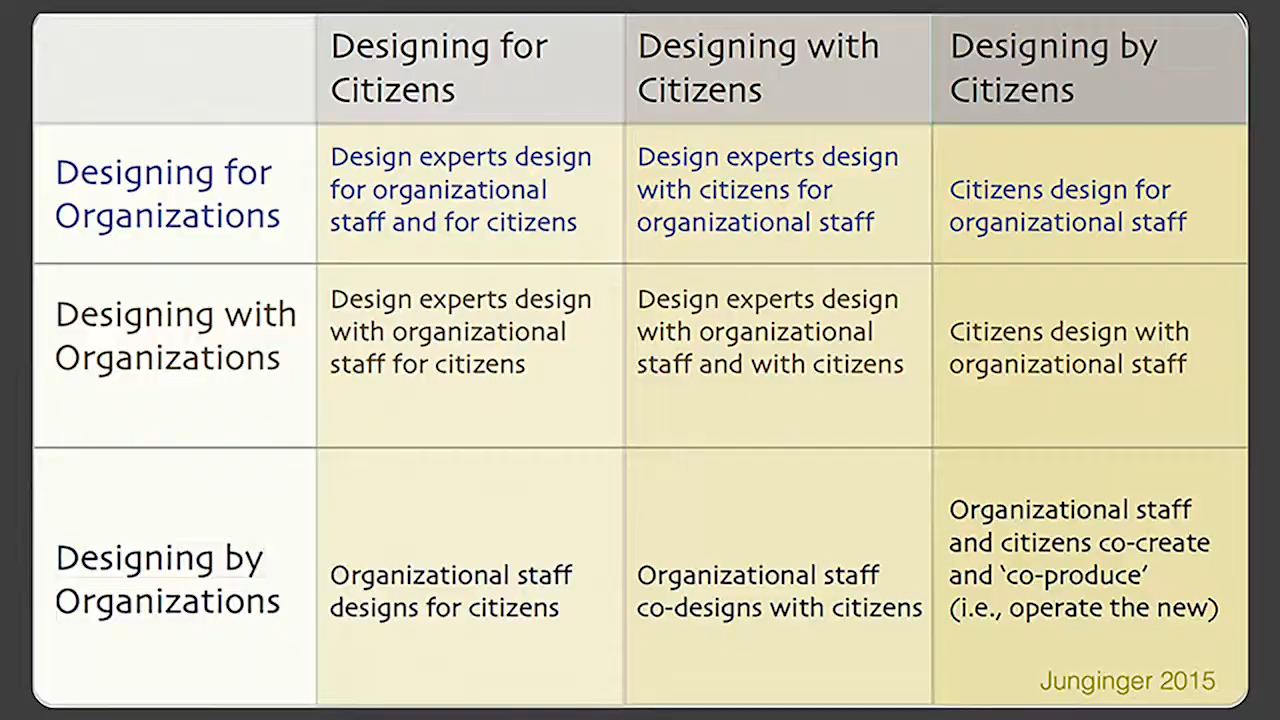 Designing for
Citizens
Designing with
Citizens
Designing by
Citizens
Designing for
Organizations
Design experts design
for organizational
staff and for citizens
Design experts design
with citizens for
organizational staff
Citizens design for
organizational staff
Designing with
Organizations
Design experts design
with organizational
staff for citizens
Design experts design
with organizational
staff and with citizens
Citizens design with
organizational staff
Designing by
Organizations
Organizational staff
designs for citizens
Organizational staff
co-designs with citizens
Organizational staff
and citizens co-create
and ‘co-produce’
(i.e., operate the new)
Junginger 2015